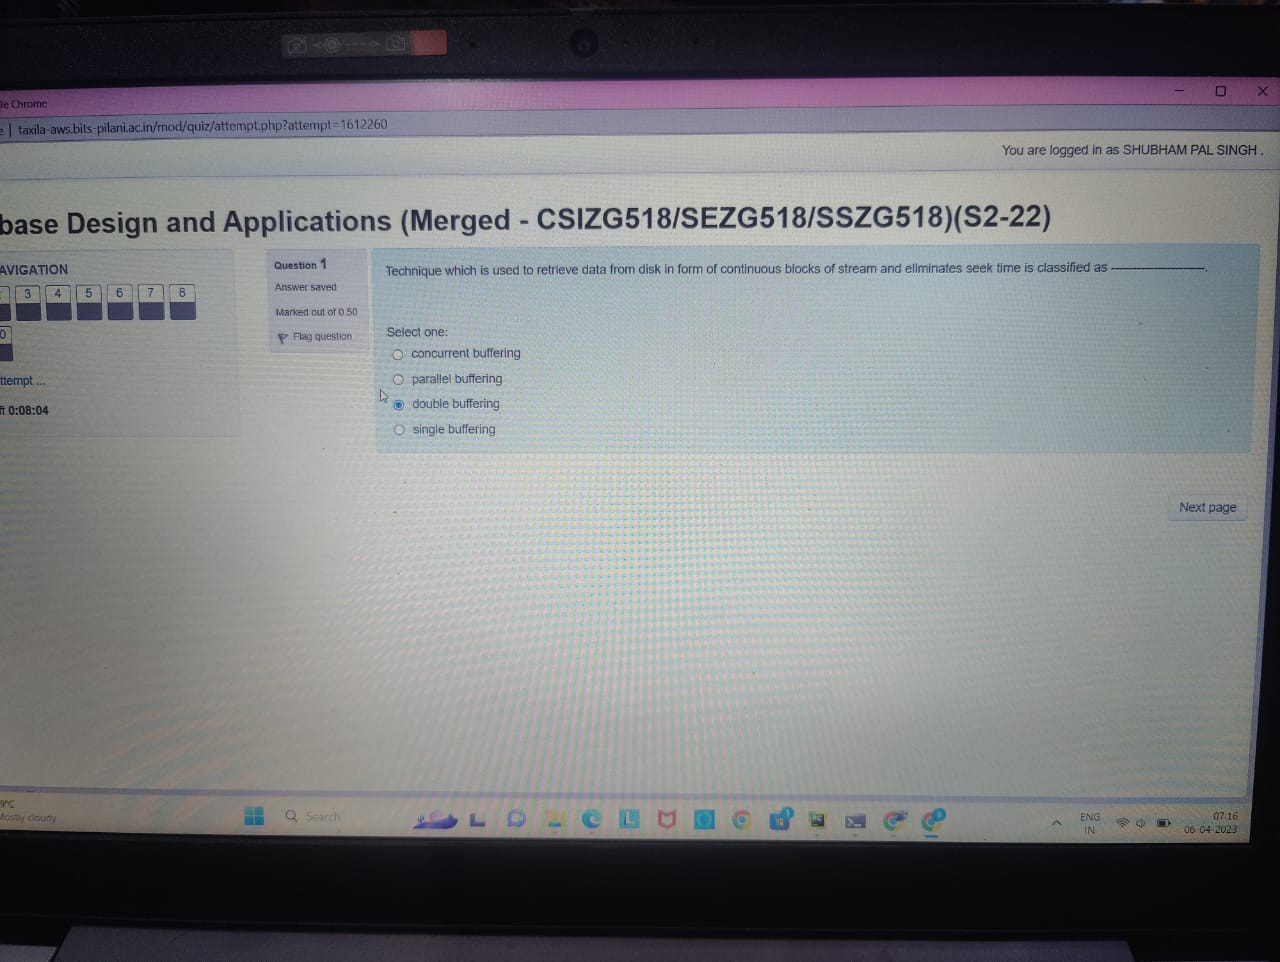 le Chrome
taxila-aws.bits-pilani.ac.in/mod/quiz/attempt.php?attempt=1612260
You are logged in as SHUBHAM PAL SINGH .
base Design and Applications (Merged - CSIZG518/SEZG518/SSZG518)(S2-22)
AVIGATION
3 4 5 6 7 8
0
ttempt ...
ft 0:08:04
Question 1
Answer saved
Marked out of 0.50
Flag question
Technique which is used to retrieve data from disk in form of continuous blocks of stream and eliminates seek time is classified as ----------------------.
Select one:
concurrent buffering
parallel buffering
double buffering
single buffering
Next page
9°C
Mostly cloudy
Search
ENG
IN
07:16
06-04-2023